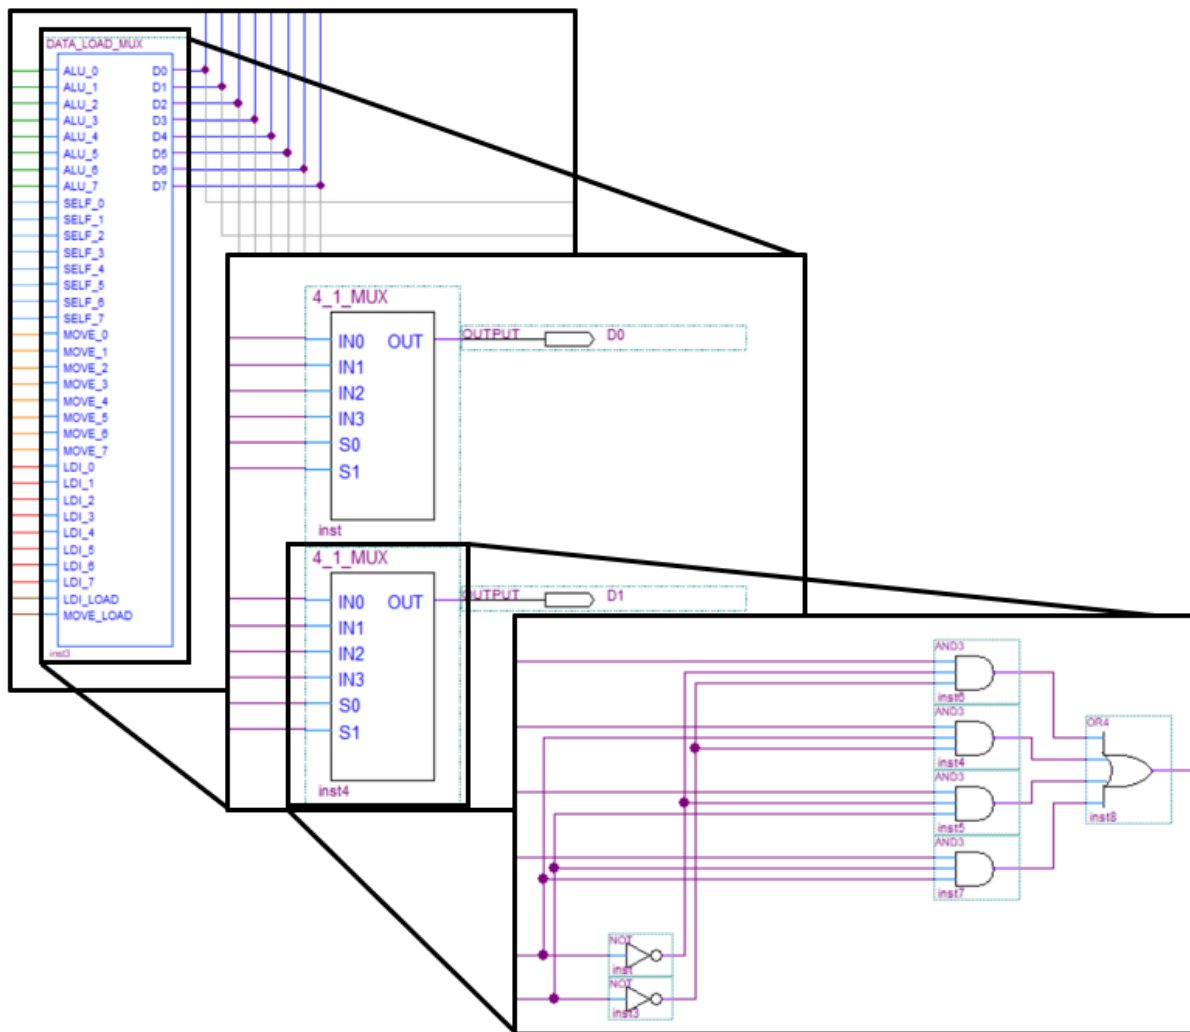 DATA_LOAD_MUX
ALU_0 D0
ALU_1 D1
ALU_2 D2
ALU_3 D3
ALU_4 D4
ALU_5 D5
ALU_6 D6
ALU_7 D7
SELF_0
SELF_1
SELF_2
SELF_3
SELF_4
SELF_5
SELF_6
SELF_7
MOVE_0
MOVE_1
MOVE_2
MOVE_3
MOVE_4
MOVE_5
MOVE_6
MOVE_7
LDI_0
LDI_1
LDI_2
LDI_3
LDI_4
LDI_5
LDI_6
LDI_7
LDI_LOAD
MOVE_LOAD
inst3
4_1_MUX
IN0 OUT
IN1
IN2
IN3
S0
S1
inst
OUTPUT D0
4_1_MUX
IN0 OUT
IN1
IN2
IN3
S0
S1
inst4
OUTPUT D1
AND3
inst6
AND3
inst4
AND3
inst5
AND3
inst7
OR4
inst8
NOT
inst
NOT
inst3